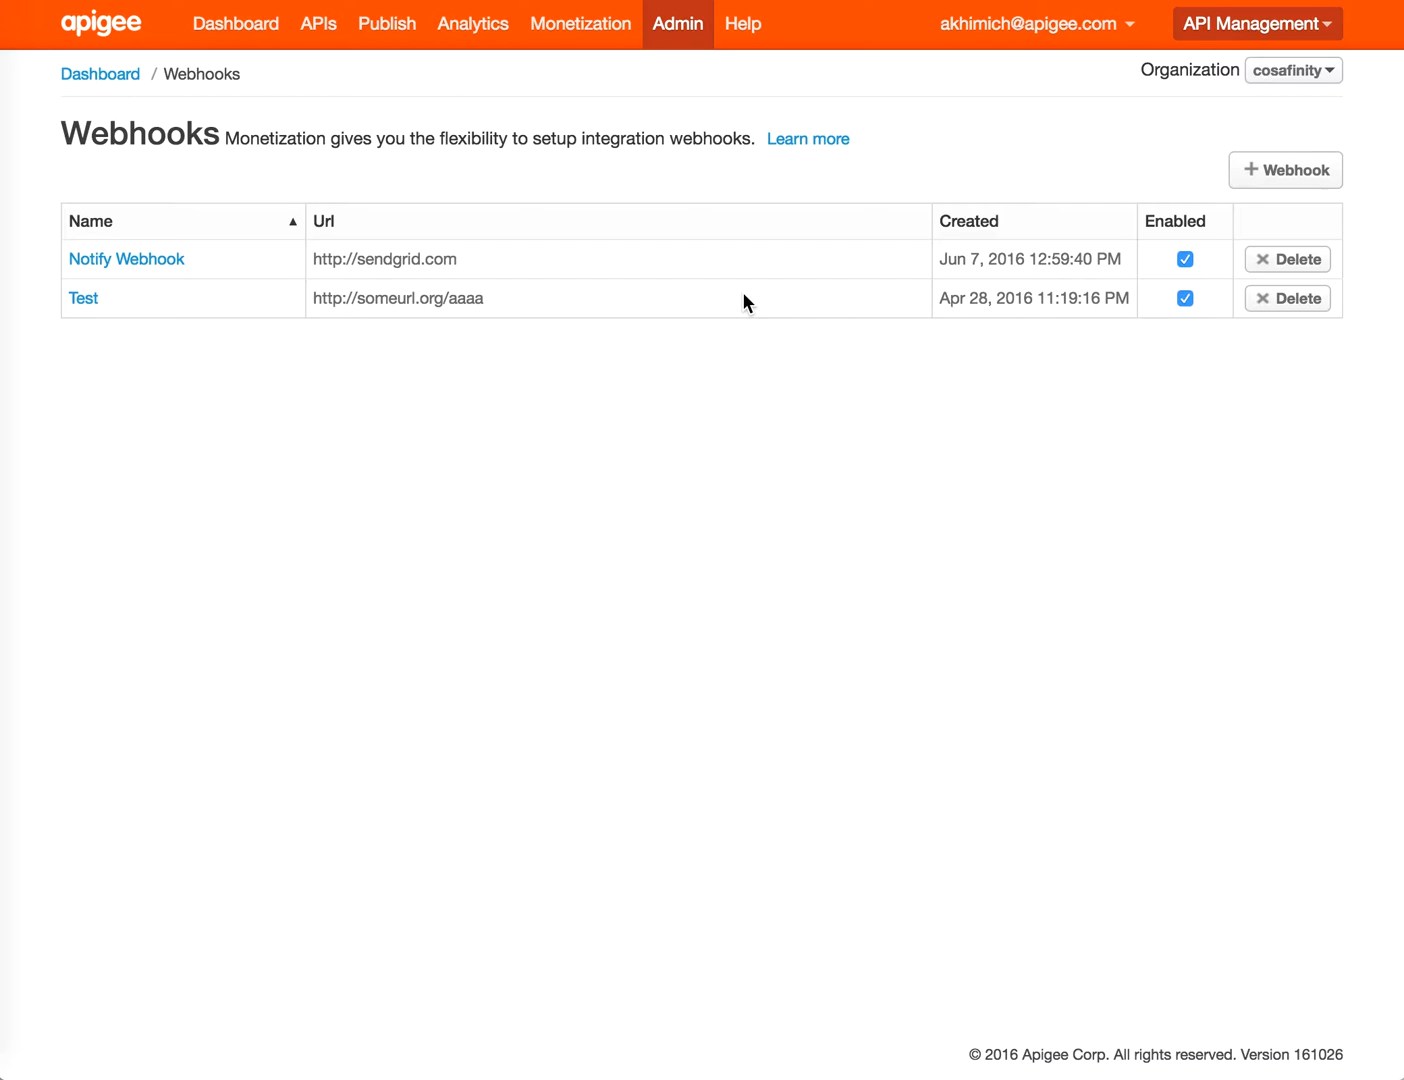 apigee Dashboard APIs Publish Analytics Monetization Admin Help akhimich@apigee.com API Management
Dashboard / Webhooks Organization cosafinity
Webhooks Monetization gives you the flexibility to setup integration webhooks. Learn more
+ Webhook
Name Url Created Enabled
Notify Webhook http://sendgrid.com Jun 7, 2016 12:59:40 PM Delete
Test http://someurl.org/aaaa Apr 28, 2016 11:19:16 PM Delete
© 2016 Apigee Corp. All rights reserved. Version 161026